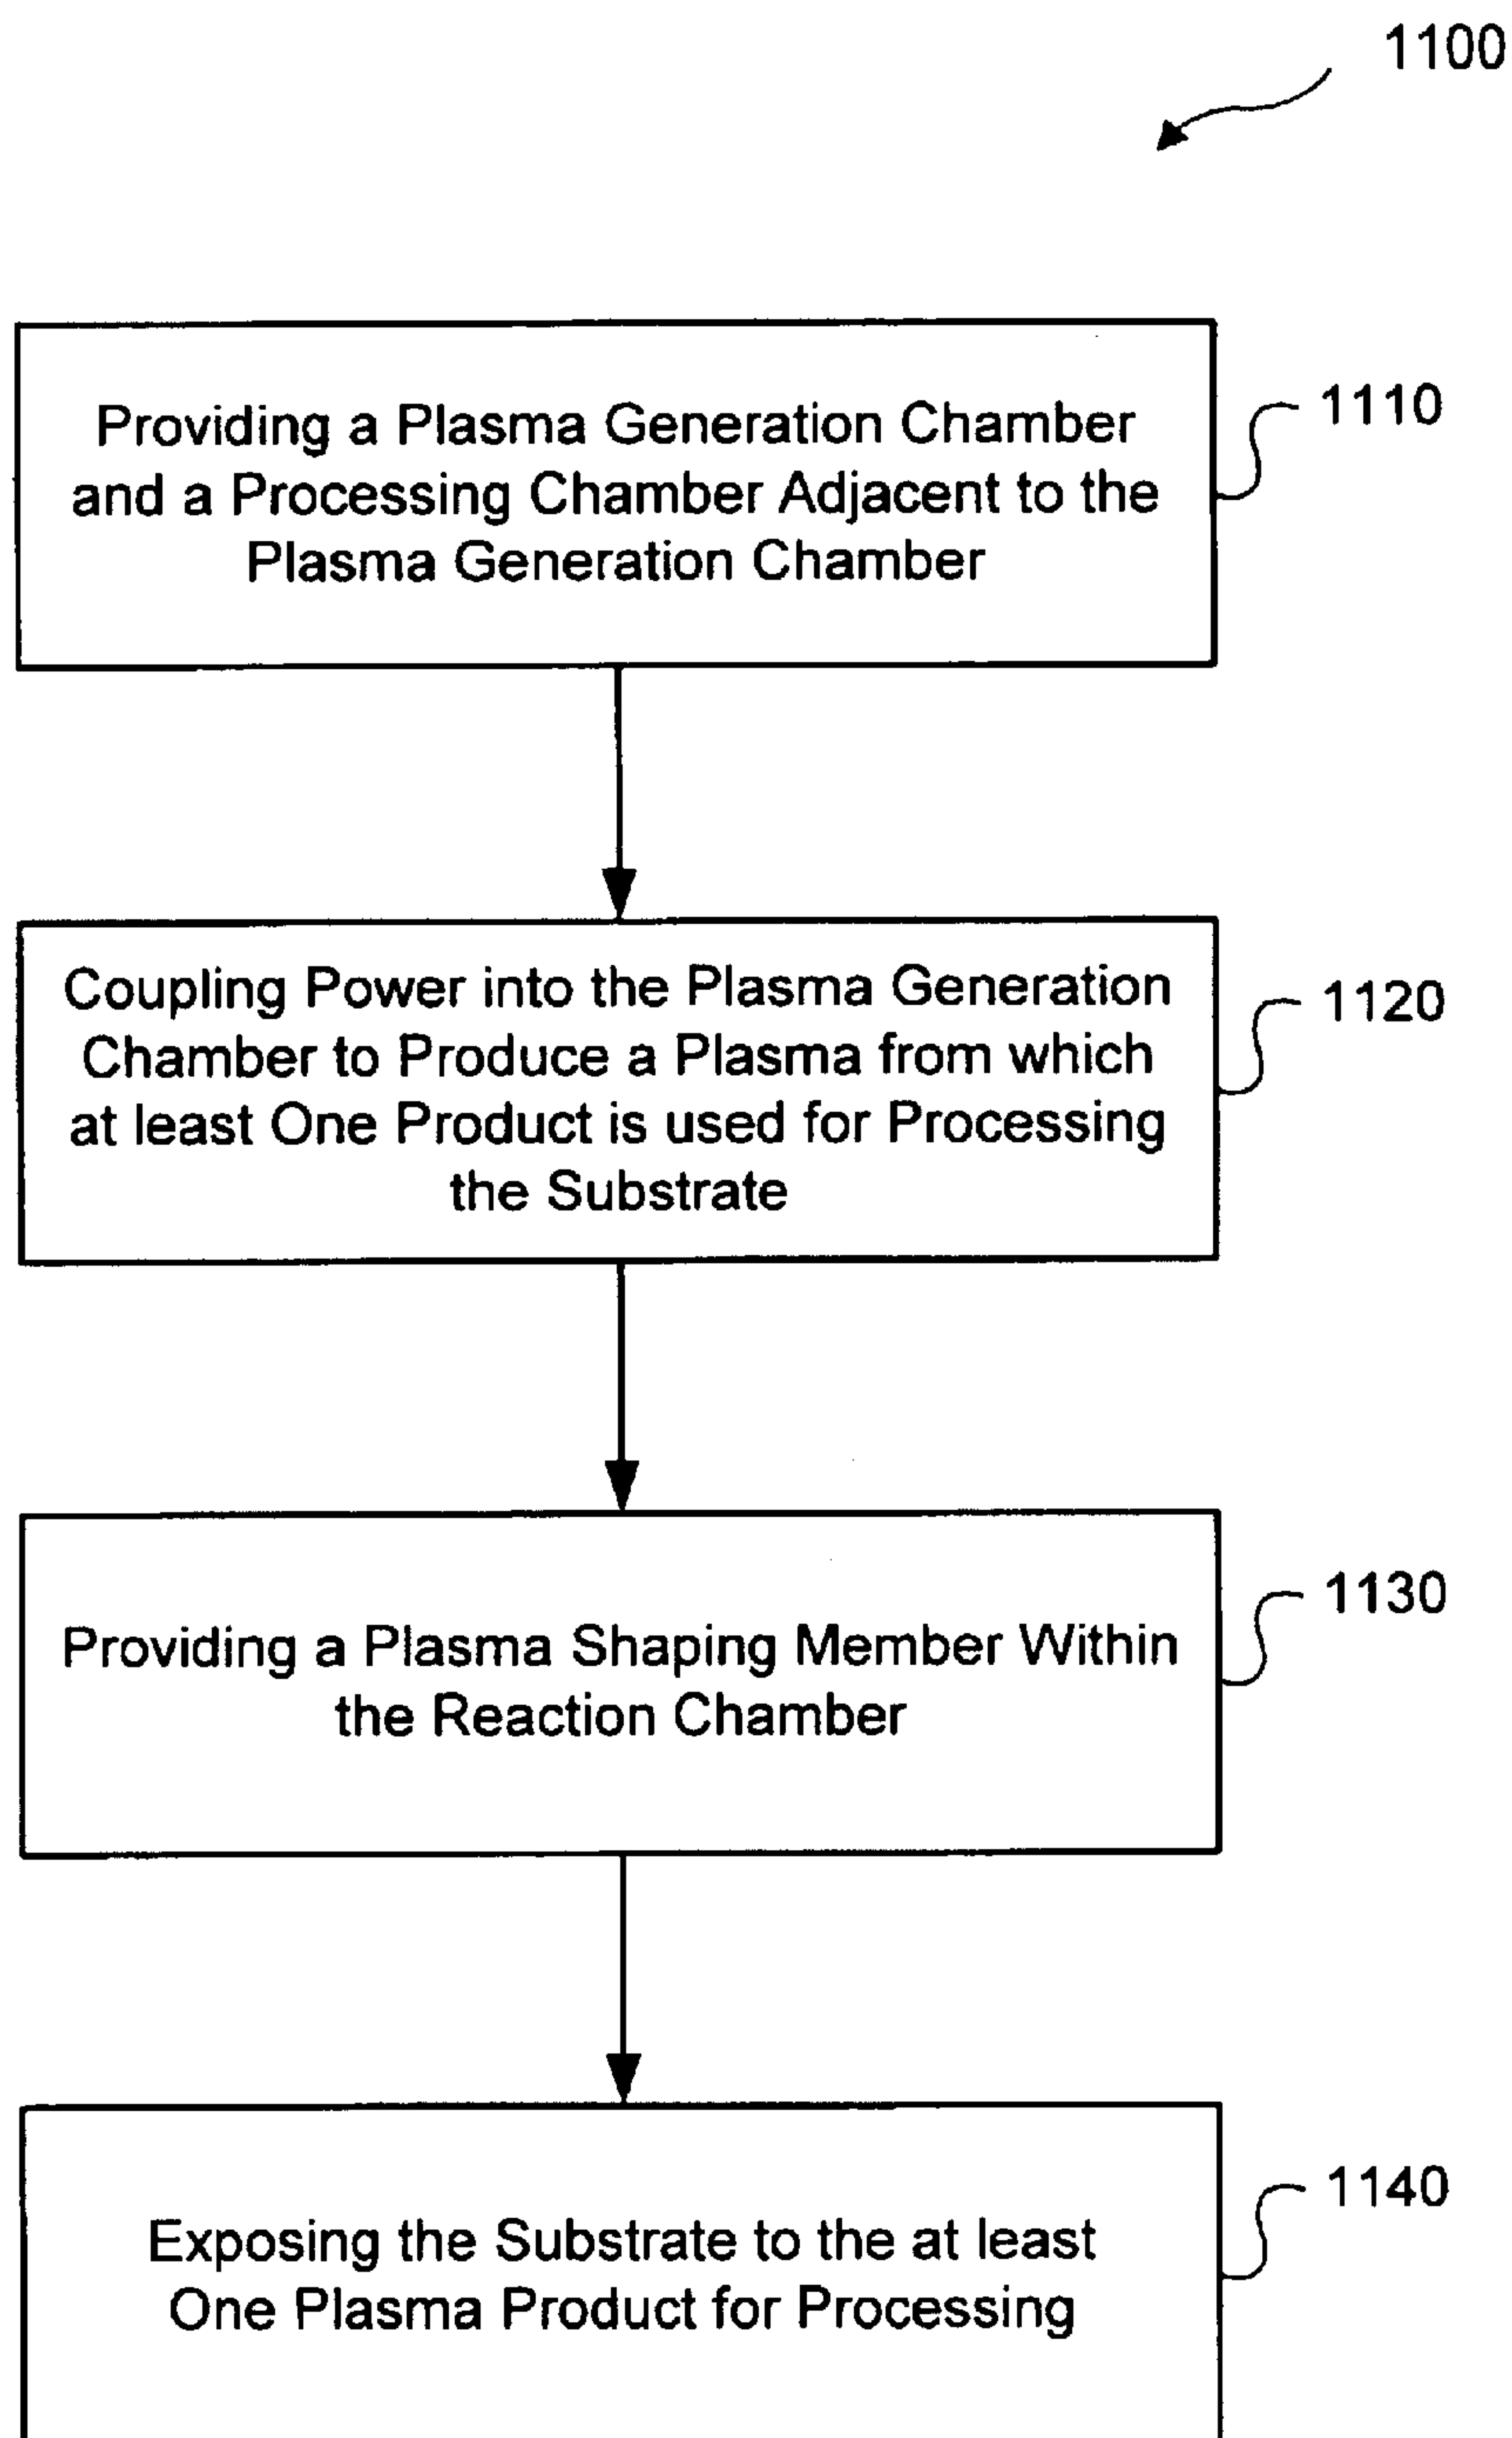 1100
Providing a Plasma Generation Chamber
and a Processing Chamber Adjacent to the
Plasma Generation Chamber
1110
Coupling Power into the Plasma Generation
Chamber to Produce a Plasma from which
at least One Product is used for Processing
the Substrate
1120
Providing a Plasma Shaping Member Within
the Reaction Chamber
1130
Exposing the Substrate to the at least
One Plasma Product for Processing
1140